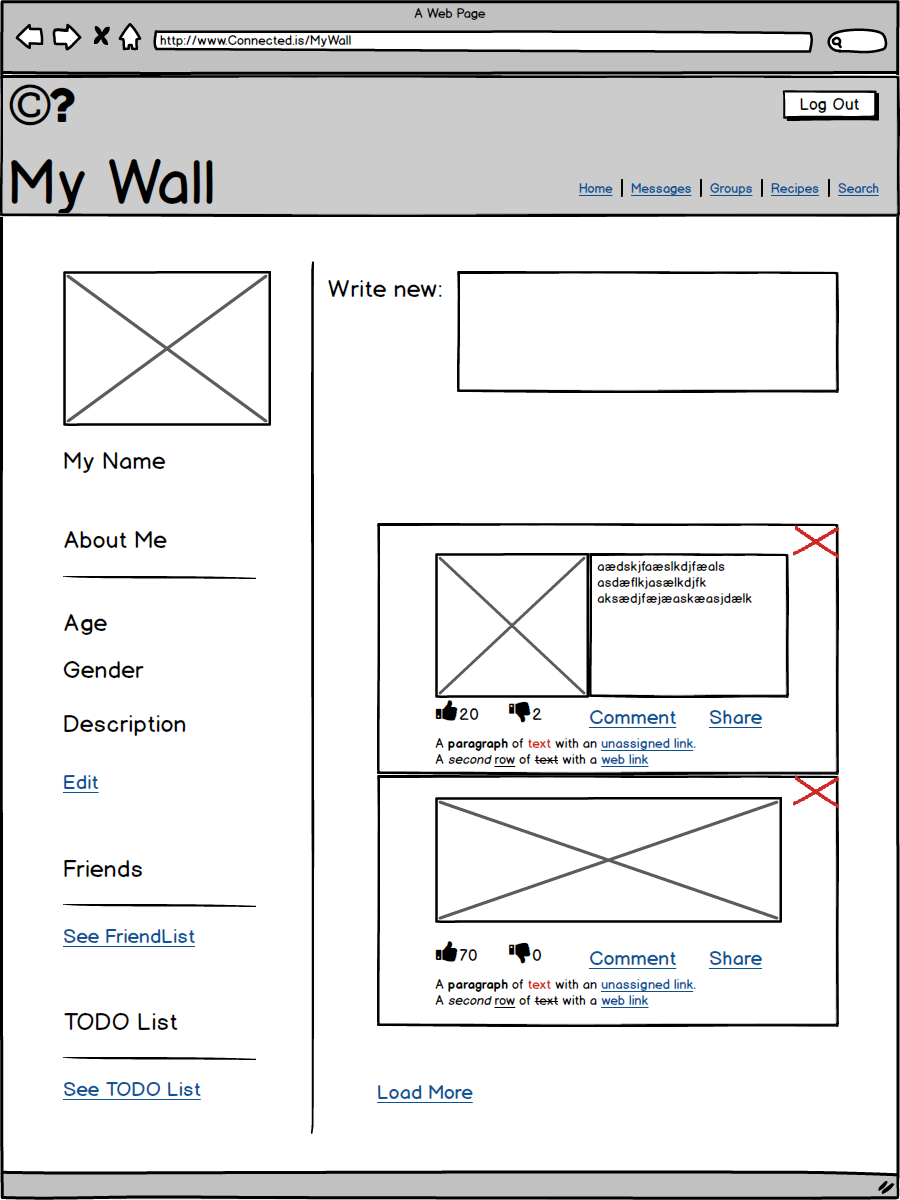 A Web Page
http://www.Connected.is/MyWall
©?
Log Out
My Wall
Home | Messages | Groups | Recipes | Search
My Name
About Me
Age
Gender
Description
Edit
Friends
See FriendList
TODO List
See TODO List
Write new:
aædskjfaæslkdjfæals
asdæflkjasælkdjfk
aksædjfæjæaskæasjdælk
20 2 Comment Share
A paragraph of text with an unassigned link.
A second row of text with a web link
70 0 Comment Share
A paragraph of text with an unassigned link.
A second row of text with a web link
Load More